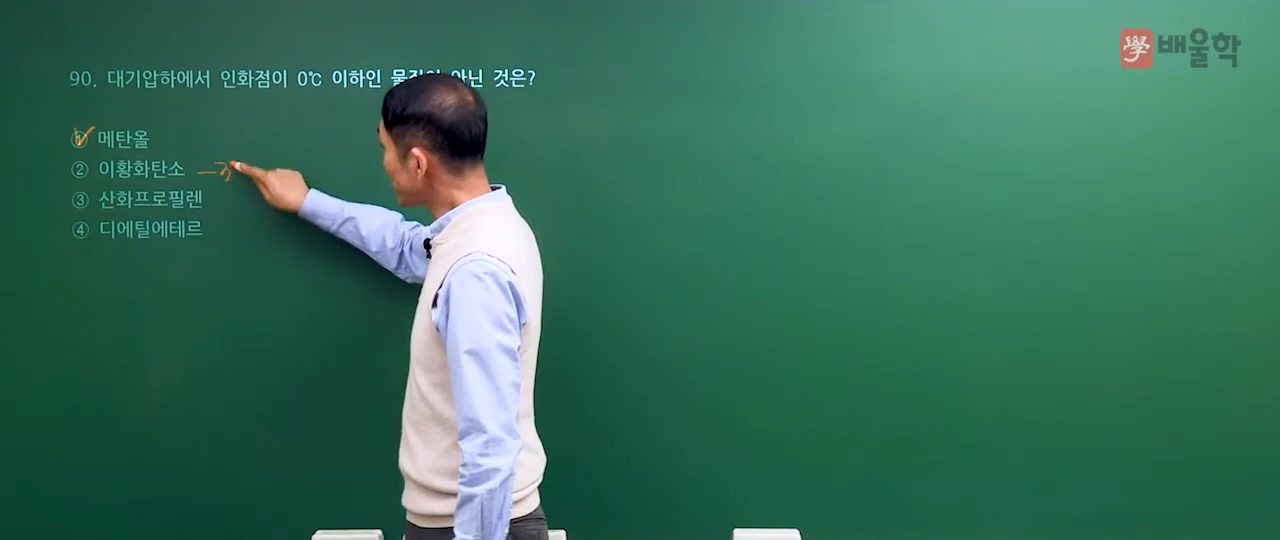 學 배울학
90. 대기압하에서 인화점이 0℃ 이하인 아닌 것은?
① 메탄올
② 이황화탄소
③ 산화프로필렌
④ 디에틸에테르